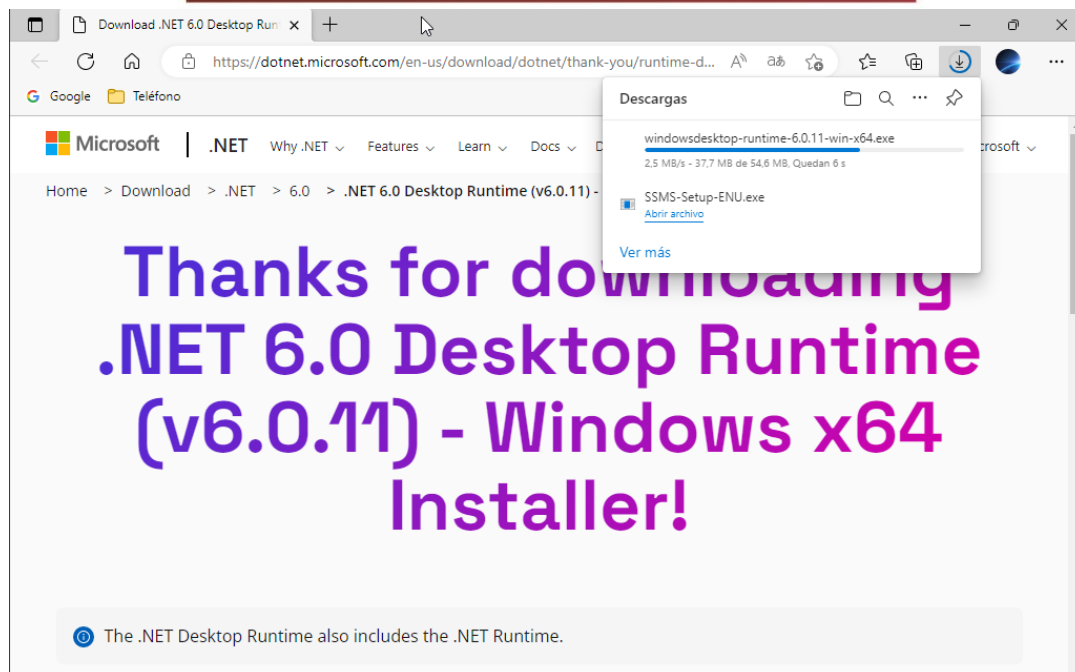 Download .NET 6.0 Desktop Run
https://dotnet.microsoft.com/en-us/download/dotnet/thank-you/runtime-d...
Google Teléfono
Descargas
windowsdesktop-runtime-6.0.11-win-x64.exe
2,5 MB/s - 37,7 MB de 54,6 MB, Quedan 6 s
SSMS-Setup-ENU.exe
Abrir archivo
Ver más
Microsoft .NET Why .NET Features Learn Docs
Home > Download > .NET > 6.0 > .NET 6.0 Desktop Runtime (v6.0.11) -
Thanks for downloading
.NET 6.0 Desktop Runtime
(v6.0.11) - Windows x64
Installer!
The .NET Desktop Runtime also includes the .NET Runtime.